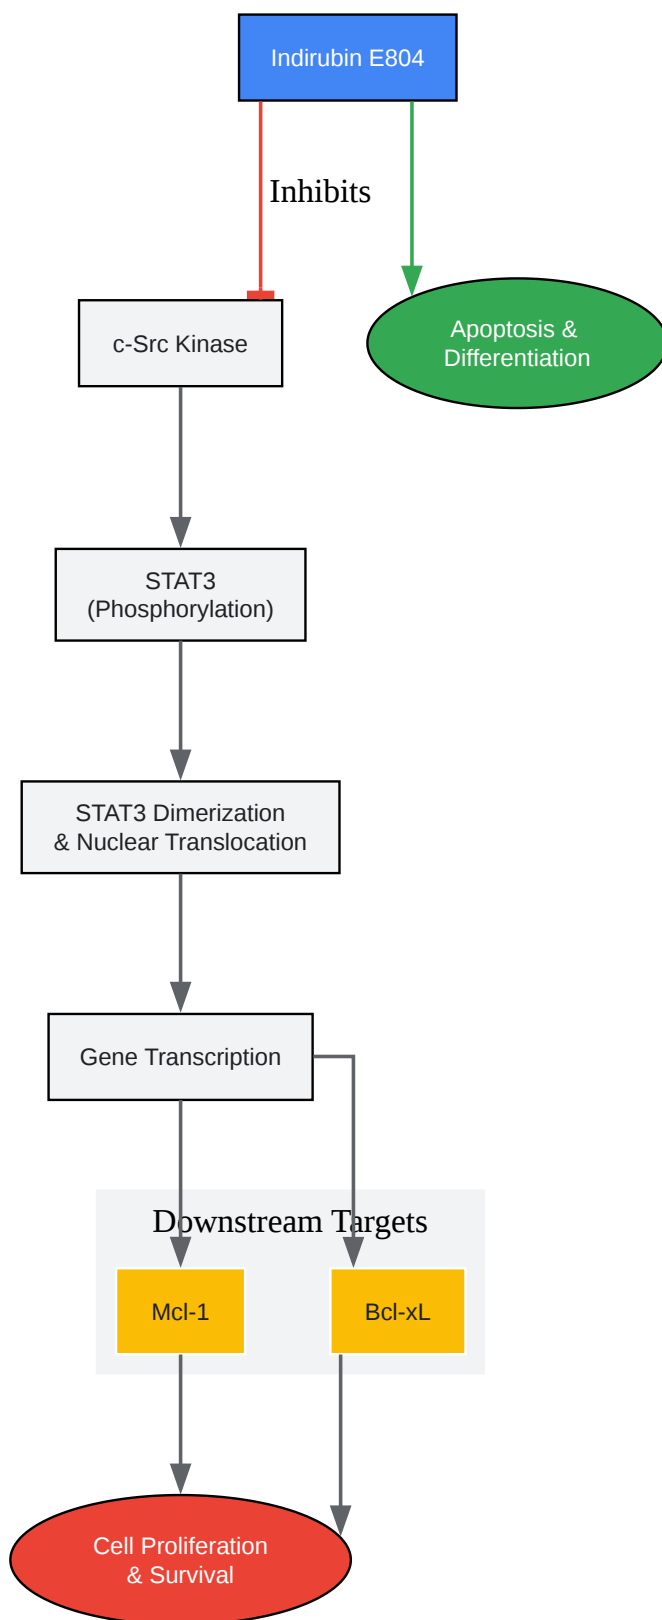 Indirubin E804
Inhibits
c-Src Kinase
Apoptosis &
Differentiation
STAT3
(Phosphorylation)
STAT3 Dimerization
& Nuclear Translocation
Gene Transcription
Downstream Targets
Mcl-1
Bcl-xL
Cell Proliferation
& Survival